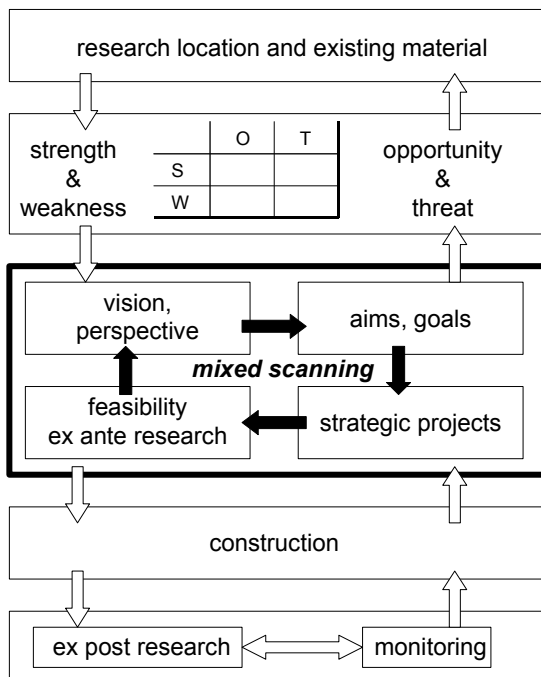 research location and existing material
strength
&
weakness
O T
S
W
opportunity
&
threat
vision,
perspective
aims, goals
mixed scanning
feasibility
ex ante research
strategic projects
construction
ex post research
monitoring